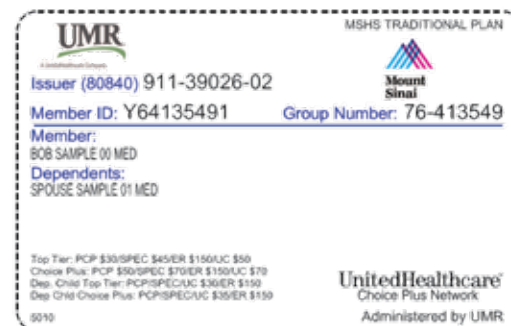 MSHS TRADITIONAL PLAN
UMR
A UnitedHealthcare Company
Issuer (80840) 911-39026-02
Mount
Sinai
Member ID: Y64135491 Group Number: 76-413549
Member:
BOB SAMPLE 00 MED
Dependents:
SPOUSE SAMPLE 01 MED
Top Tier: PCP $30/SPEC $45/ER $150/UC $50
Choice Plus: PCP $50/SPEC $70/ER $150/UC $70
Dep. Child Top Tier: PCP/SPEC/UC $30/ER $150
Dep Chld Choice Plus: PCP/SPEC/UC $35/ER $150
UnitedHealthcare
Choice Plus Network
5010 Administered by UMR